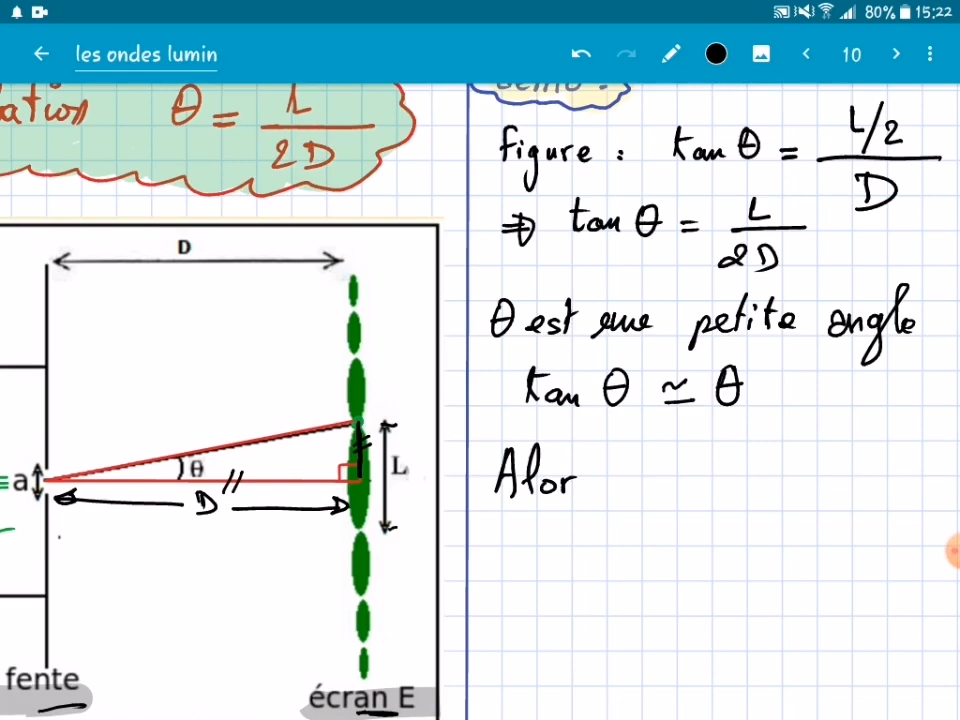 80% 15:22
les ondes lumin
10
θ = L / 2D
figure : tan θ = L/2 / D
⇒ tan θ = L / 2D
θ est une petite angle
tan θ ≃ θ
Alor
D
θ
D
L
a
fente
écran E